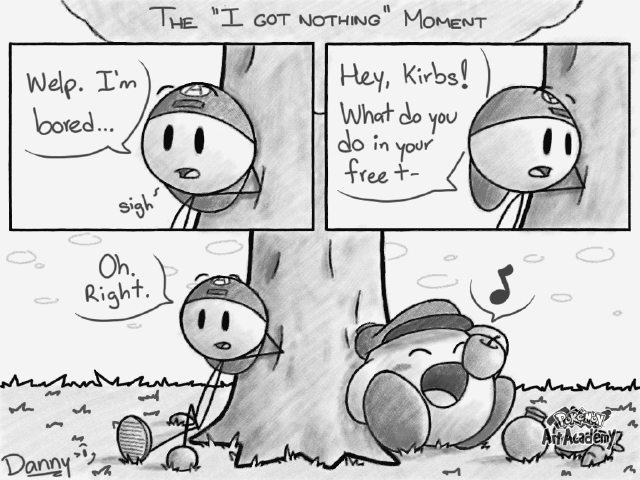 The "I got nothing" Moment
Welp. I'm
bored...
sigh
Hey, Kirbs!
What do you
do in your
free t-
Oh.
Right.
Danny
POKéMON
Art Academy